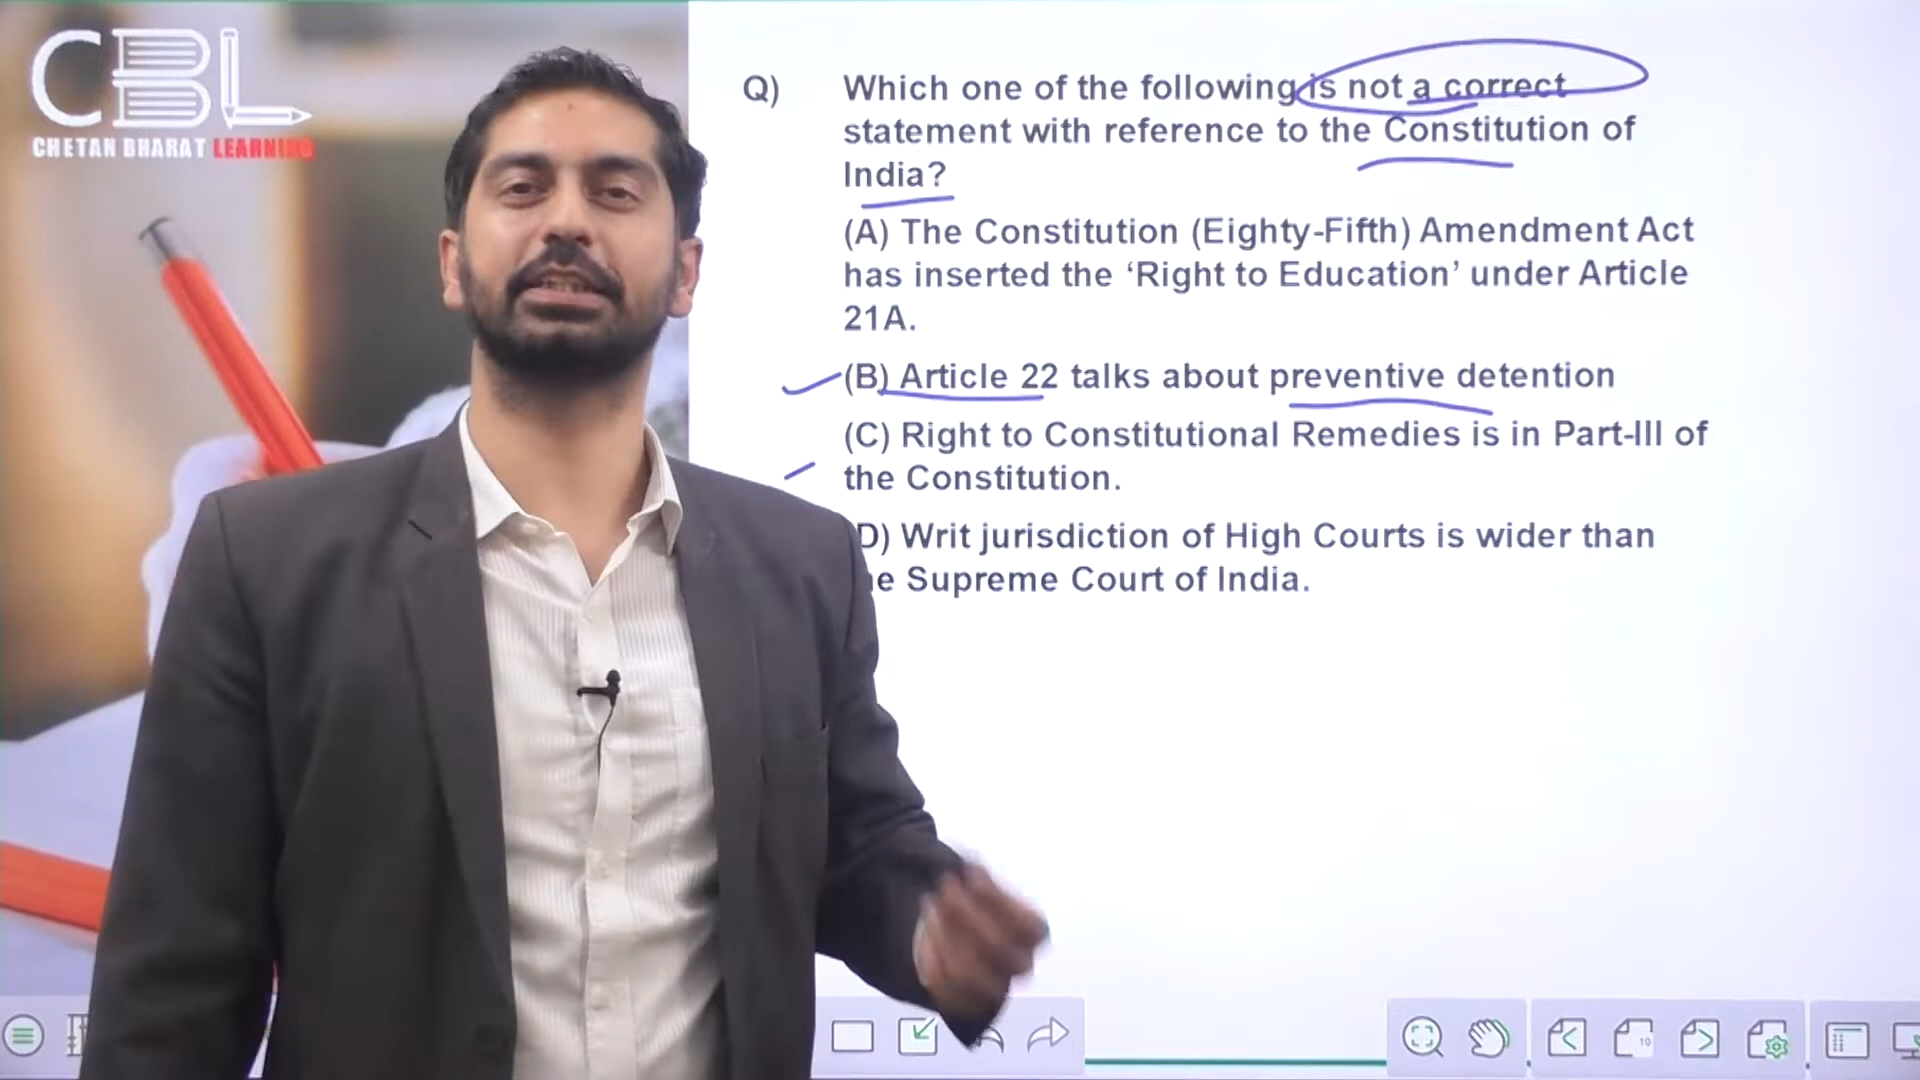 CBL
CHETAN BHARAT LEARNING
Q) Which one of the following is not a correct
statement with reference to the Constitution of
India?
(A) The Constitution (Eighty-Fifth) Amendment Act
has inserted the ‘Right to Education’ under Article
21A.
(B) Article 22 talks about preventive detention
(C) Right to Constitutional Remedies is in Part-III of
the Constitution.
D) Writ jurisdiction of High Courts is wider than
e Supreme Court of India.
10